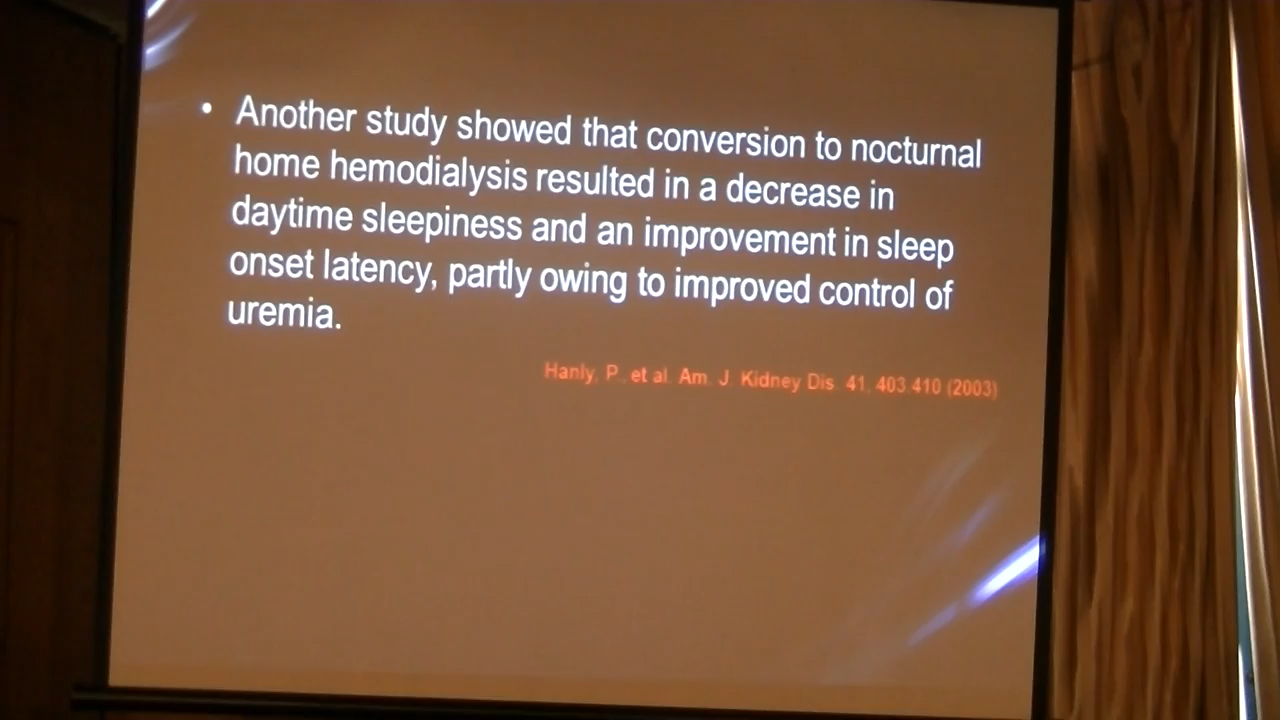 • Another study showed that conversion to nocturnal
home hemodialysis resulted in a decrease in
daytime sleepiness and an improvement in sleep
onset latency, partly owing to improved control of
uremia.
Hanly, P., et al. Am. J. Kidney Dis. 41, 403.410 (2003)